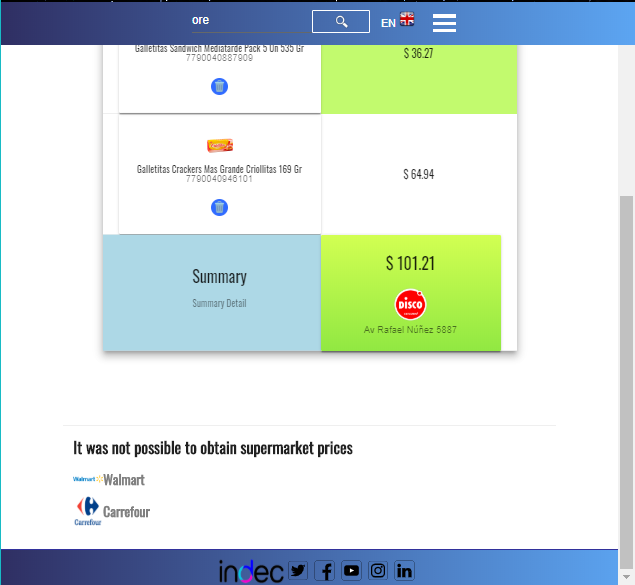 ore
EN
Galletitas Sandwich Mediatarde Pack 5 Un 535 Gr
7790040887909
$ 36.27
Galletitas Crackers Mas Grande Criollitas 169 Gr
7790040946101
$ 64.94
Summary
Summary Detail
$ 101.21
DISCO
Av Rafael Núñez 5887
It was not possible to obtain supermarket prices
Walmart Walmart
Carrefour
Carrefour
indec